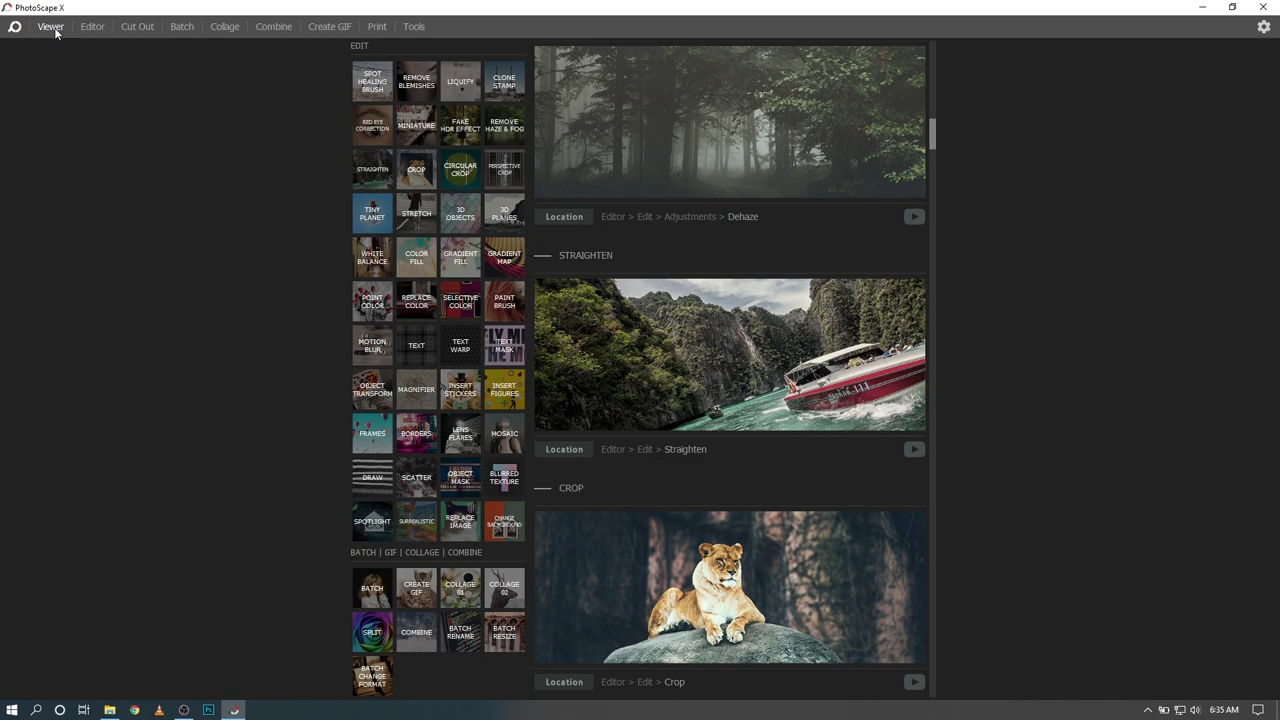 PhotoScape X
Viewer Editor Cut Out Batch Collage Combine Create GIF Print Tools
EDIT
SPOT HEALING BRUSH
REMOVE BLEMISHES
LIQUIFY
CLONE STAMP
RED EYE CORRECTION
MINIATURE
FAKE HDR EFFECT
REMOVE HAZE & FOG
STRAIGHTEN
CROP
CIRCULAR CROP
PERSPECTIVE CROP
TINY PLANET
STRETCH
3D OBJECTS
3D PLANES
WHITE BALANCE
COLOR FILL
GRADIENT FILL
GRADIENT MAP
POINT COLOR
REPLACE COLOR
SELECTIVE COLOR
PAINT BRUSH
MOTION BLUR
TEXT
TEXT WARP
TEXT MASK
OBJECT TRANSFORM
MAGNIFIER
INSERT STICKERS
INSERT FIGURES
FRAMES
BORDERS
LENS FLARES
MOSAIC
DRAW
SCATTER
OBJECT MASK
BLURRED TEXTURE
SPOTLIGHT
SURREALISTIC
REPLACE IMAGE
CHANGE BACKGROUND
BATCH | GIF | COLLAGE | COMBINE
BATCH
CREATE GIF
COLLAGE 01
COLLAGE 02
SPLIT
COMBINE
BATCH RENAME
BATCH RESIZE
BATCH CHANGE FORMAT
Location Editor > Edit > Adjustments > Dehaze
STRAIGHTEN
Location Editor > Edit > Straighten
CROP
Location Editor > Edit > Crop
6:35 AM